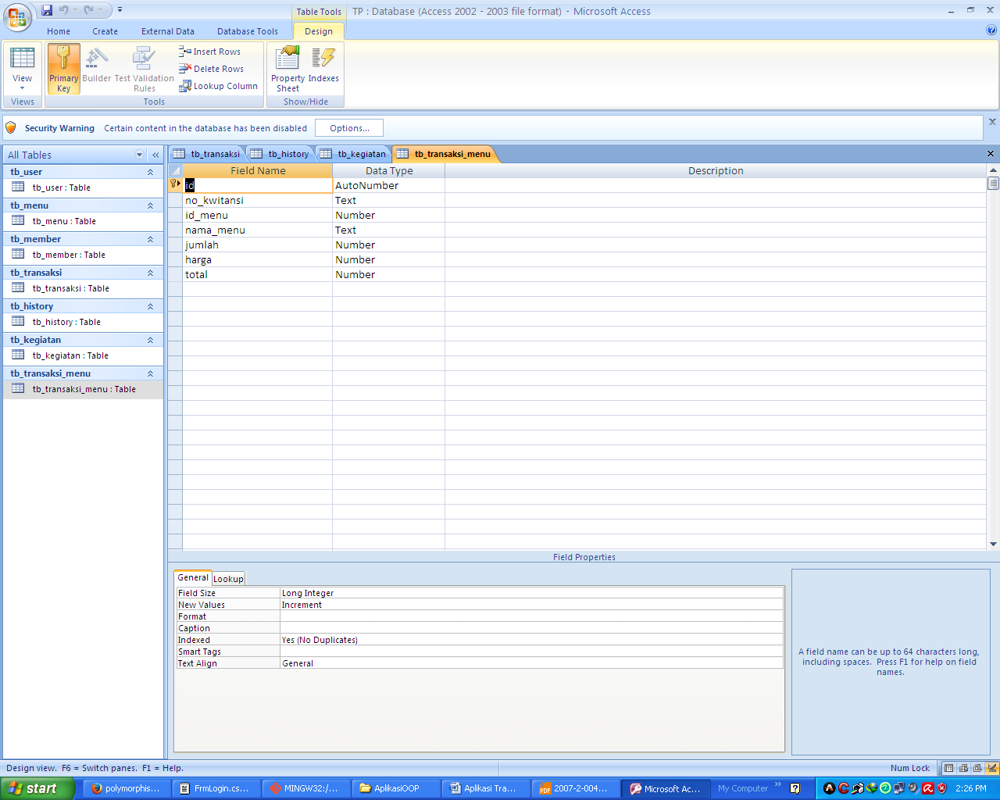 Table Tools
TP : Database (Access 2002 - 2003 file format) - Microsoft Access
Home
Create
External Data
Database Tools
Design
View
Primary Key
Builder
Test Validation Rules
Insert Rows
Delete Rows
Lookup Column
Property Sheet
Indexes
Views
Tools
Show/Hide
Security Warning
Certain content in the database has been disabled
Options...
All Tables
tb_user
tb_user : Table
tb_menu
tb_menu : Table
tb_member
tb_member : Table
tb_transaksi
tb_transaksi : Table
tb_history
tb_history : Table
tb_kegiatan
tb_kegiatan : Table
tb_transaksi_menu
tb_transaksi_menu : Table
tb_transaksi
tb_history
tb_kegiatan
tb_transaksi_menu
Field Name
Data Type
Description
id
AutoNumber
no_kwitansi
Text
id_menu
Number
nama_menu
Text
jumlah
Number
harga
Number
total
Number
Field Properties
General
Lookup
Field Size
Long Integer
New Values
Increment
Format
Caption
Indexed
Yes (No Duplicates)
Smart Tags
Text Align
General
A field name can be up to 64 characters long,
including spaces. Press F1 for help on field
names.
Design view. F6 = Switch panes. F1 = Help.
Num Lock
start
polymorphis...
FrmLogin.cs...
MINGW32:/...
AplikasiOOP
Aplikasi Tra...
2007-2-004...
Microsoft Ac...
My Computer
2:26 PM